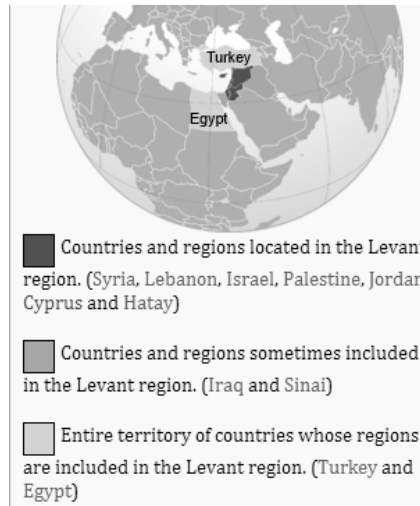 Turkey
Egypt
Countries and regions located in the Levant
region. (Syria, Lebanon, Israel, Palestine, Jordan
Cyprus and Hatay)
Countries and regions sometimes included
in the Levant region. (Iraq and Sinai)
Entire territory of countries whose regions
are included in the Levant region. (Turkey and
Egypt)